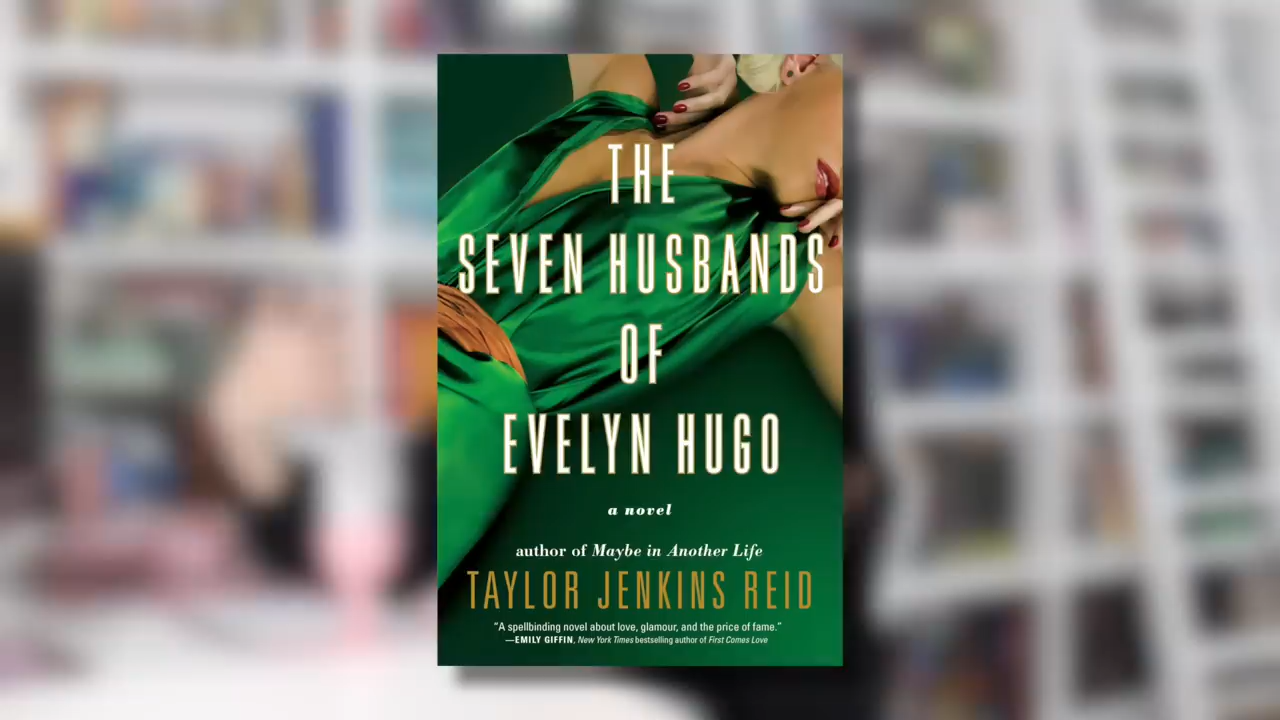 THE
SEVEN HUSBANDS
OF
EVELYN HUGO
a novel
author of Maybe in Another Life
TAYLOR JENKINS REID
“A spellbinding novel about love, glamour, and the price of fame.”
—EMILY GIFFIN, New York Times bestselling author of First Comes Love